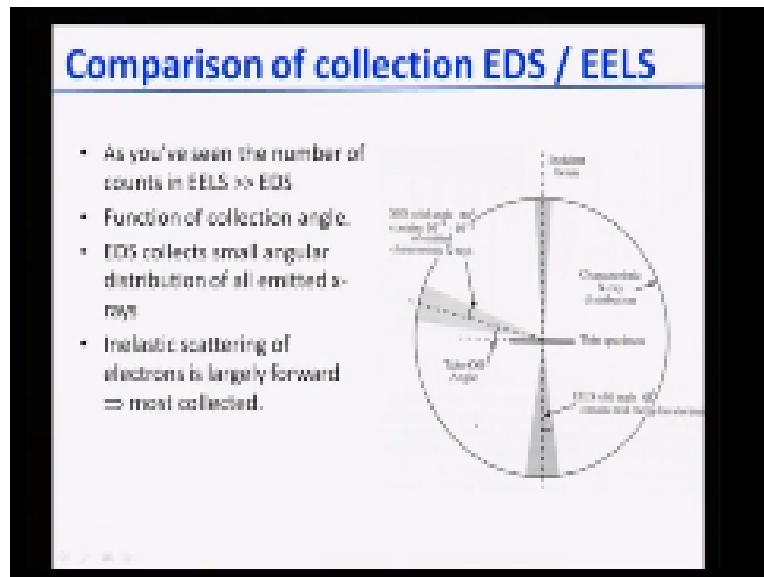 Comparison of collection EDS / EELS
• As you've seen the number of
counts in EELS >> EDS
• Function of collection angle.
• EDS collects small angular
distribution of all emitted x-
rays
• Inelastic scattering of
electrons is largely forward
⇒ most collected.
Incident
beam
Characteristic
X-ray
distribution
Thin specimen
Take Off
Angle